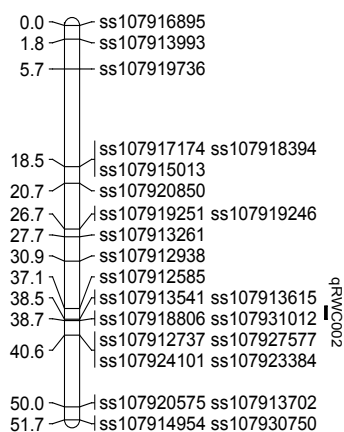 0.0 ss107916895
1.8 ss107913993
5.7 ss107919736
18.5 ss107917174 ss107918394
ss107915013
20.7 ss107920850
26.7 ss107919251 ss107919246
27.7 ss107913261
30.9 ss107912938
37.1 ss107912585
38.5 ss107913541 ss107913615
38.7 ss107918806 ss107931012
40.6 ss107912737 ss107927577
ss107924101 ss107923384
50.0 ss107920575 ss107913702
51.7 ss107914954 ss107930750
qRWC002